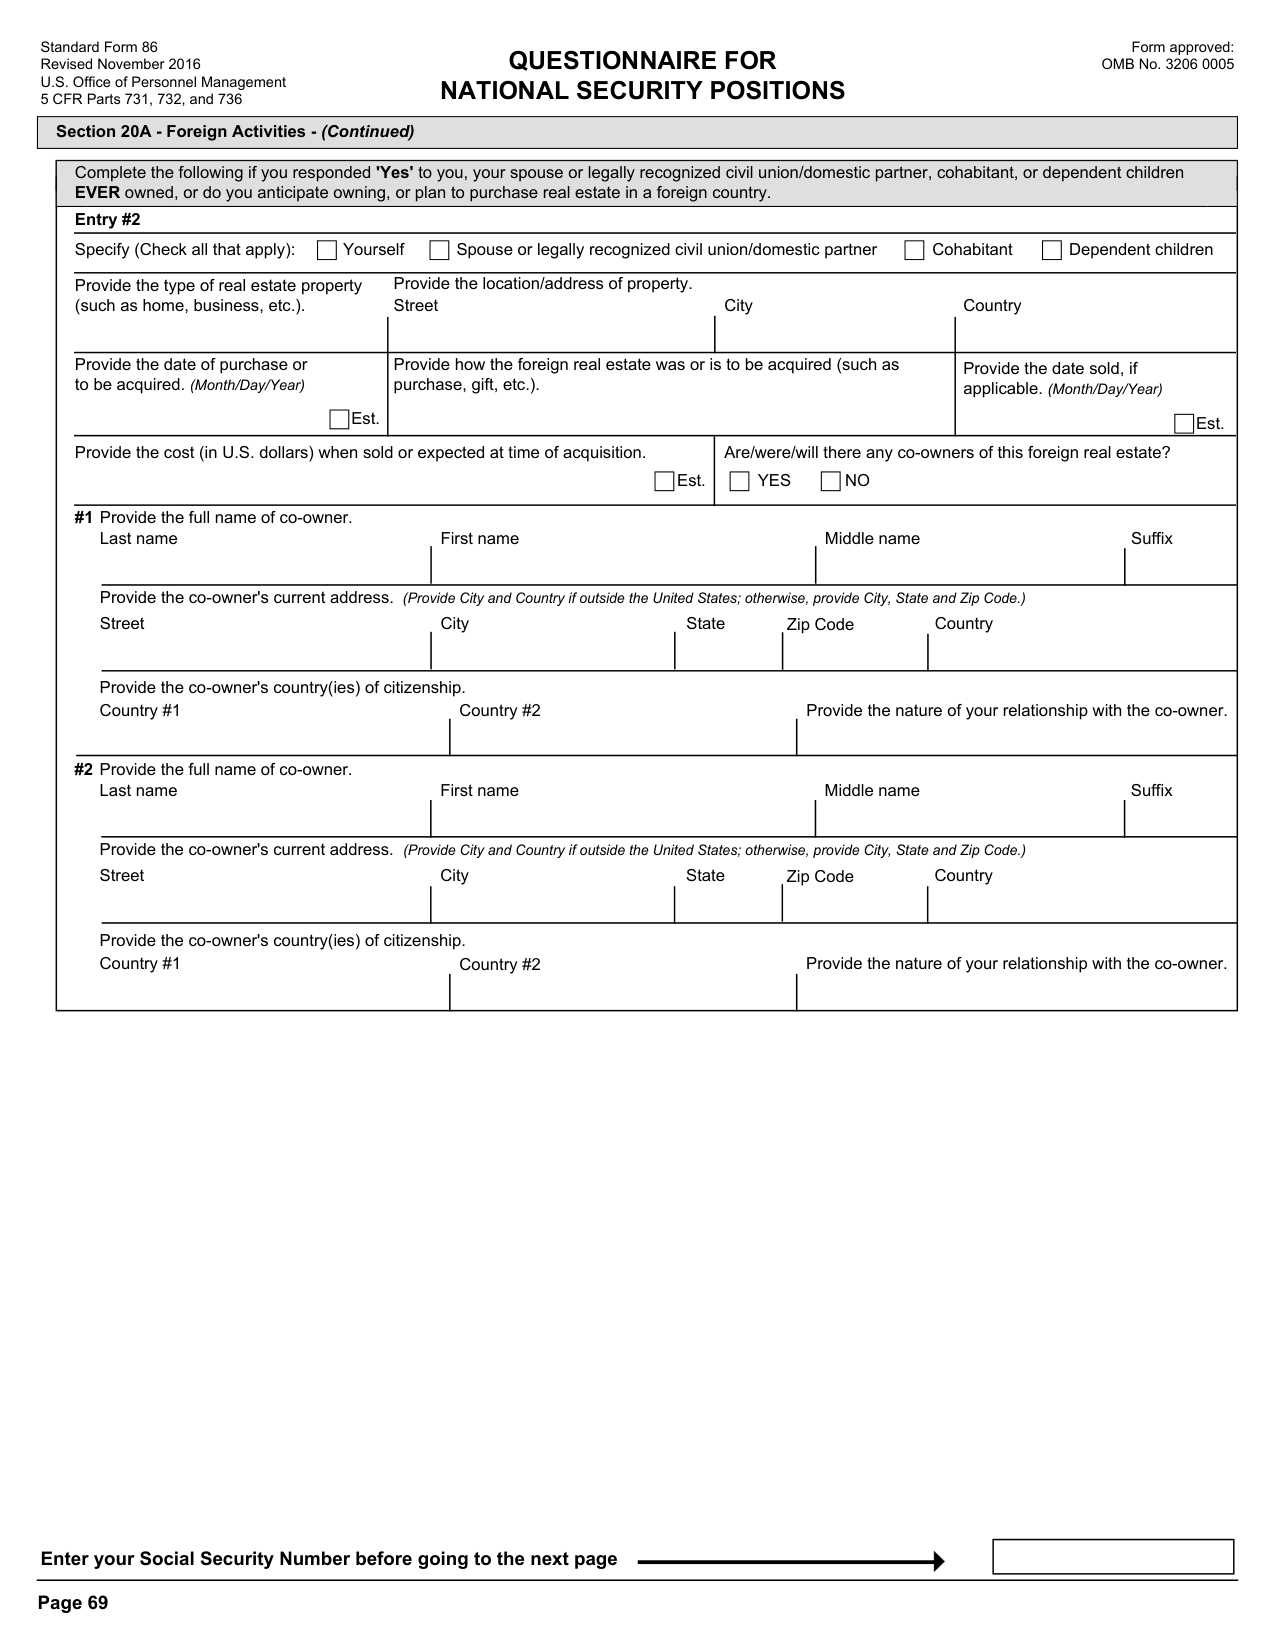 Standard Form 86
Revised November 2016
U.S. Office of Personnel Management
5 CFR Parts 731, 732, and 736
QUESTIONNAIRE FOR
NATIONAL SECURITY POSITIONS
Form approved:
OMB No. 3206 0005
Section 20A - Foreign Activities - (Continued)
Complete the following if you responded 'Yes' to you, your spouse or legally recognized civil union/domestic partner, cohabitant, or dependent children
EVER owned, or do you anticipate owning, or plan to purchase real estate in a foreign country.
Entry #2
Specify (Check all that apply): Yourself Spouse or legally recognized civil union/domestic partner Cohabitant Dependent children
Provide the type of real estate property
(such as home, business, etc.).
Provide the location/address of property.
Street City Country
Provide the date of purchase or
to be acquired. (Month/Day/Year)
Est.
Provide how the foreign real estate was or is to be acquired (such as
purchase, gift, etc.).
Provide the date sold, if
applicable. (Month/Day/Year)
Est.
Provide the cost (in U.S. dollars) when sold or expected at time of acquisition.
Est.
Are/were/will there any co-owners of this foreign real estate?
YES NO
#1 Provide the full name of co-owner.
Last name First name Middle name Suffix
Provide the co-owner's current address. (Provide City and Country if outside the United States; otherwise, provide City, State and Zip Code.)
Street City State Zip Code Country
Provide the co-owner's country(ies) of citizenship.
Country #1 Country #2 Provide the nature of your relationship with the co-owner.
#2 Provide the full name of co-owner.
Last name First name Middle name Suffix
Provide the co-owner's current address. (Provide City and Country if outside the United States; otherwise, provide City, State and Zip Code.)
Street City State Zip Code Country
Provide the co-owner's country(ies) of citizenship.
Country #1 Country #2 Provide the nature of your relationship with the co-owner.
Enter your Social Security Number before going to the next page
Page 69